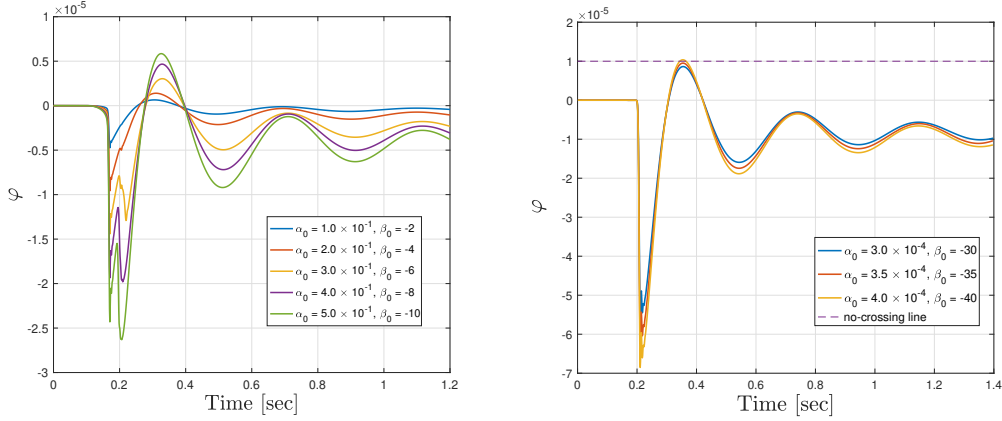 1 ×10⁻⁵
0.5
0
-0.5
-1
-1.5
-2
-2.5
-3
φ
0 0.2 0.4 0.6 0.8 1 1.2
Time [sec]
α₀ = 1.0 × 10⁻¹, β₀ = -2
α₀ = 2.0 × 10⁻¹, β₀ = -4
α₀ = 3.0 × 10⁻¹, β₀ = -6
α₀ = 4.0 × 10⁻¹, β₀ = -8
α₀ = 5.0 × 10⁻¹, β₀ = -10
2 ×10⁻⁵
1
0
-1
-2
-3
-4
-5
-6
-7
φ
0 0.2 0.4 0.6 0.8 1 1.2 1.4
Time [sec]
α₀ = 3.0 × 10⁻⁴, β₀ = -30
α₀ = 3.5 × 10⁻⁴, β₀ = -35
α₀ = 4.0 × 10⁻⁴, β₀ = -40
no-crossing line